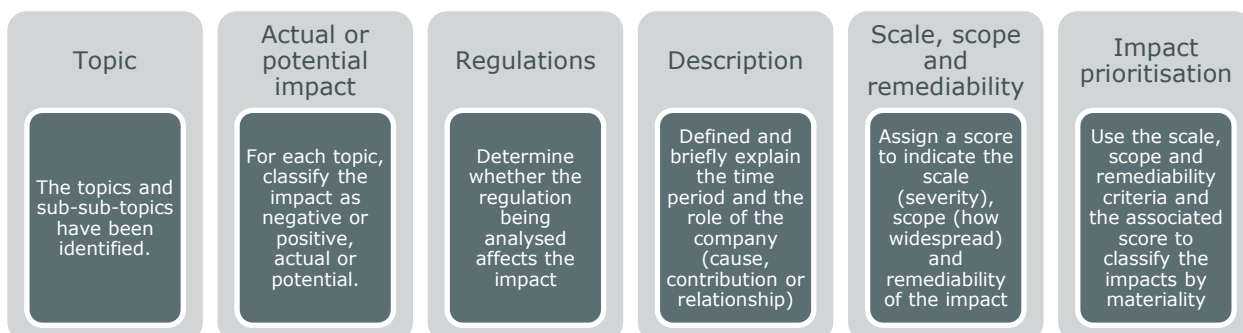 Topic
The topics and
sub-sub-topics
have been
identified.
Actual or
potential
impact
For each topic,
classify the
impact as
negative or
positive,
actual or
potential.
Regulations
Determine
whether the
regulation
being
analysed
affects the
impact
Description
Defined and
briefly explain
the time
period and the
role of the
company
(cause,
contribution or
relationship)
Scale, scope
and
remediability
Assign a score
to indicate the
scale
(severity),
scope (how
widespread)
and
remediability
of the impact
Impact
prioritisation
Use the scale,
scope and
remediability
criteria and
the associated
score to
classify the
impacts by
materiality